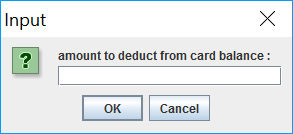 Input
?
amount to deduct from card balance :
OK
Cancel